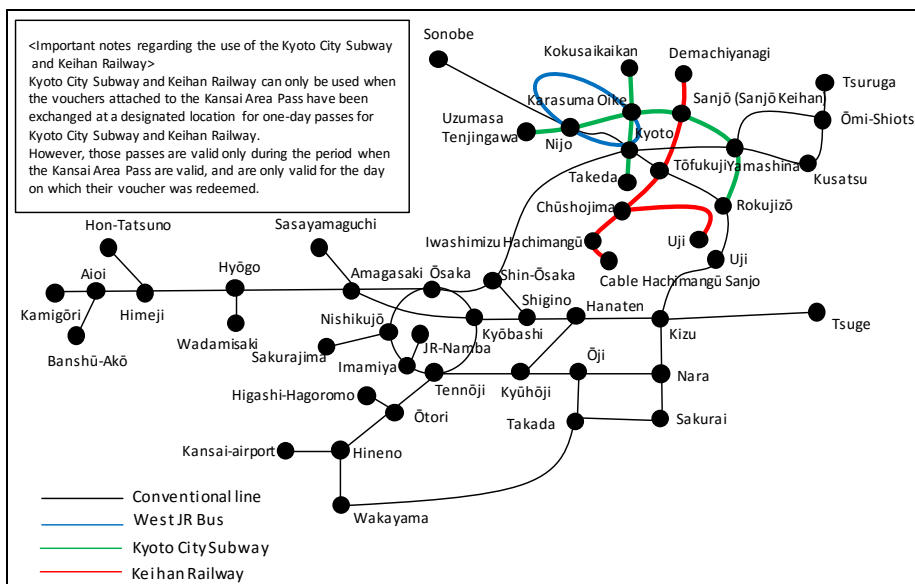 <Important notes regarding the use of the Kyoto City Subway
and Keihan Railway>
Kyoto City Subway and Keihan Railway can only be used when
the vouchers attached to the Kansai Area Pass have been
exchanged at a designated location for one-day passes for
Kyoto City Subway and Keihan Railway.
However, those passes are valid only during the period when
the Kansai Area Pass are valid, and are only valid for the day
on which their voucher was redeemed.
Sonobe
Kokusaikaikan
Demachiyanagi
Tsuruga
Karasuma Oike
Sanjō (Sanjō Keihan)
Ōmi-Shiots
Uzumasa
Tenjingawa
Nijo
Kyoto
Takeda
Tōfukuji
Yamashina
Kusatsu
Chūshojima
Rokujizō
Hon-Tatsuno
Sasayamaguchi
Iwashimizu Hachimangū
Uji
Uji
Cable Hachimangū Sanjo
Aioi
Hyōgo
Amagasaki
Ōsaka
Shin-Ōsaka
Kamigōri
Himeji
Shigino
Hanaten
Banshū-Akō
Wadamisaki
Nishikujō
Kyōbashi
Kizu
Tsuge
Sakurajima
JR-Namba
Imamiya
Ōji
Tennōji
Kyūhōji
Nara
Higashi-Hagoromo
Ōtori
Takada
Sakurai
Kansai-airport
Hineno
Wakayama
Conventional line
West JR Bus
Kyoto City Subway
Keihan Railway